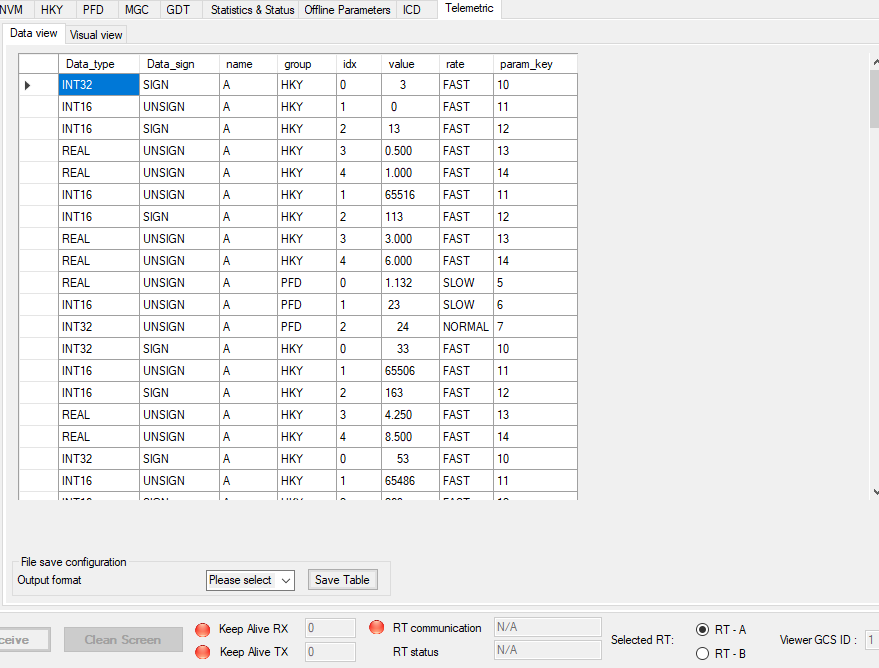 NVM HKY PFD MGC GDT Statistics & Status Offline Parameters ICD Telemetric
Data view Visual view
Data_type Data_sign name group idx value rate param_key
INT32 SIGN A HKY 0 3 FAST 10
INT16 UNSIGN A HKY 1 0 FAST 11
INT16 SIGN A HKY 2 13 FAST 12
REAL UNSIGN A HKY 3 0.500 FAST 13
REAL UNSIGN A HKY 4 1.000 FAST 14
INT16 UNSIGN A HKY 1 65516 FAST 11
INT16 SIGN A HKY 2 113 FAST 12
REAL UNSIGN A HKY 3 3.000 FAST 13
REAL UNSIGN A HKY 4 6.000 FAST 14
REAL UNSIGN A PFD 0 1.132 SLOW 5
INT16 UNSIGN A PFD 1 23 SLOW 6
INT32 UNSIGN A PFD 2 24 NORMAL 7
INT32 SIGN A HKY 0 33 FAST 10
INT16 UNSIGN A HKY 1 65506 FAST 11
INT16 SIGN A HKY 2 163 FAST 12
REAL UNSIGN A HKY 3 4.250 FAST 13
REAL UNSIGN A HKY 4 8.500 FAST 14
INT32 SIGN A HKY 0 53 FAST 10
INT16 UNSIGN A HKY 1 65486 FAST 11
File save configuration
Output format Please select Save Table
ceive Clean Screen Keep Alive RX 0 RT communication N/A Selected RT: RT - A Viewer GCS ID : 1
Keep Alive TX 0 RT status N/A RT - B